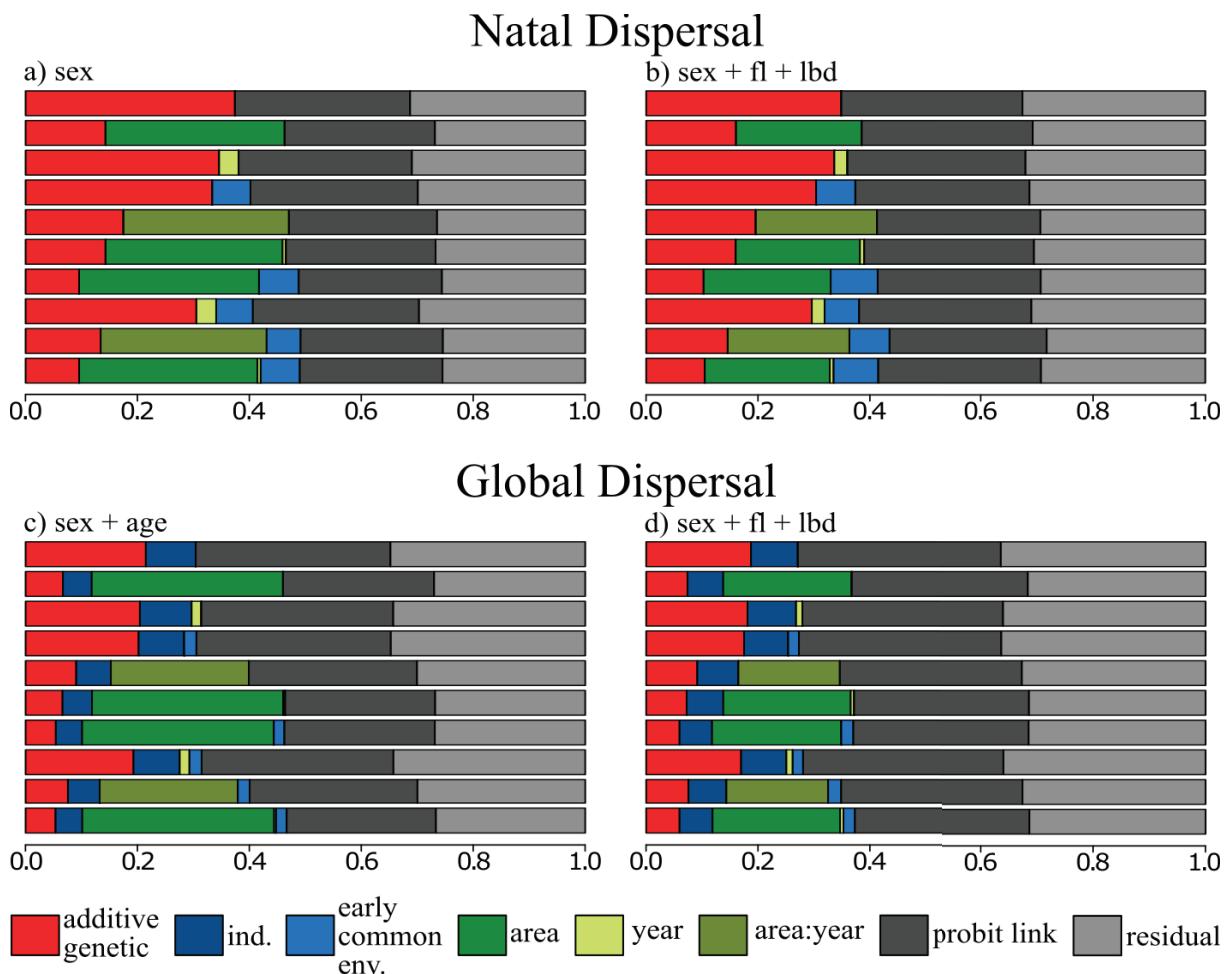 Natal Dispersal
a) sex
b) sex + fl + lbd
0.0 0.2 0.4 0.6 0.8 1.0
0.0 0.2 0.4 0.6 0.8 1.0
Global Dispersal
c) sex + age
d) sex + fl + lbd
0.0 0.2 0.4 0.6 0.8 1.0
0.0 0.2 0.4 0.6 0.8 1.0
additive
genetic
ind.
early
common
env.
area
year
area:year
probit link
residual